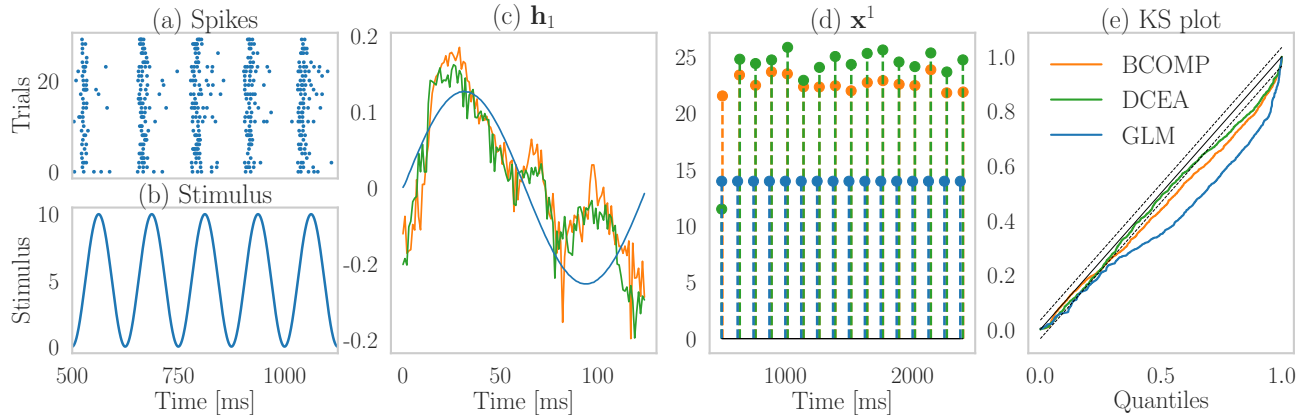 (a) Spikes
Trials
20
0
(b) Stimulus
Stimulus
10
5
0
500 750 1000
Time [ms]
(c) h₁
0.2
0.1
0
-0.2
-0.2
0 100
Time [ms]
(d) x¹
25
22
20
15
14
10
5
0
1000 2000
Time [ms]
(e) KS plot
BCOMP
DCEA
GLM
1.0
0.8
0.6
0.4
0.2
0.0
0.0 0.5 1.0
Quantiles